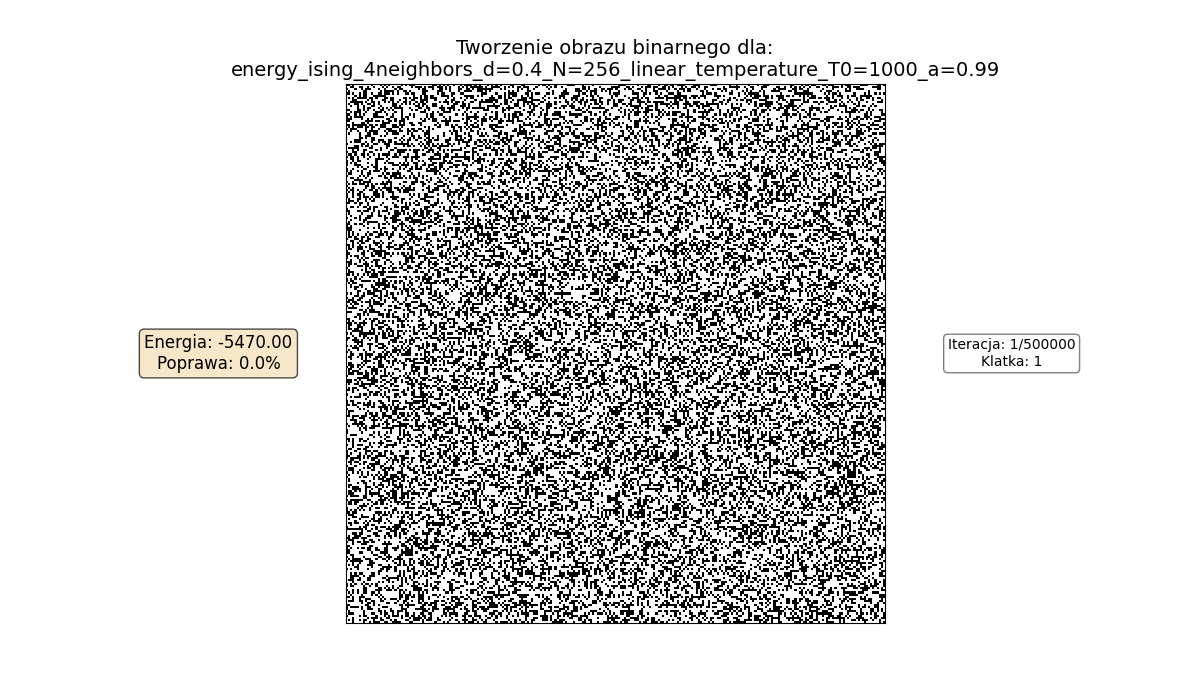 Tworzenie obrazu binarnego dla:
energy_ising_4neighbors_d=0.4_N=256_linear_temperature_T0=1000_a=0.99
Energia: -5470.00
Poprawa: 0.0%
Iteracja: 1/500000
Klatka: 1